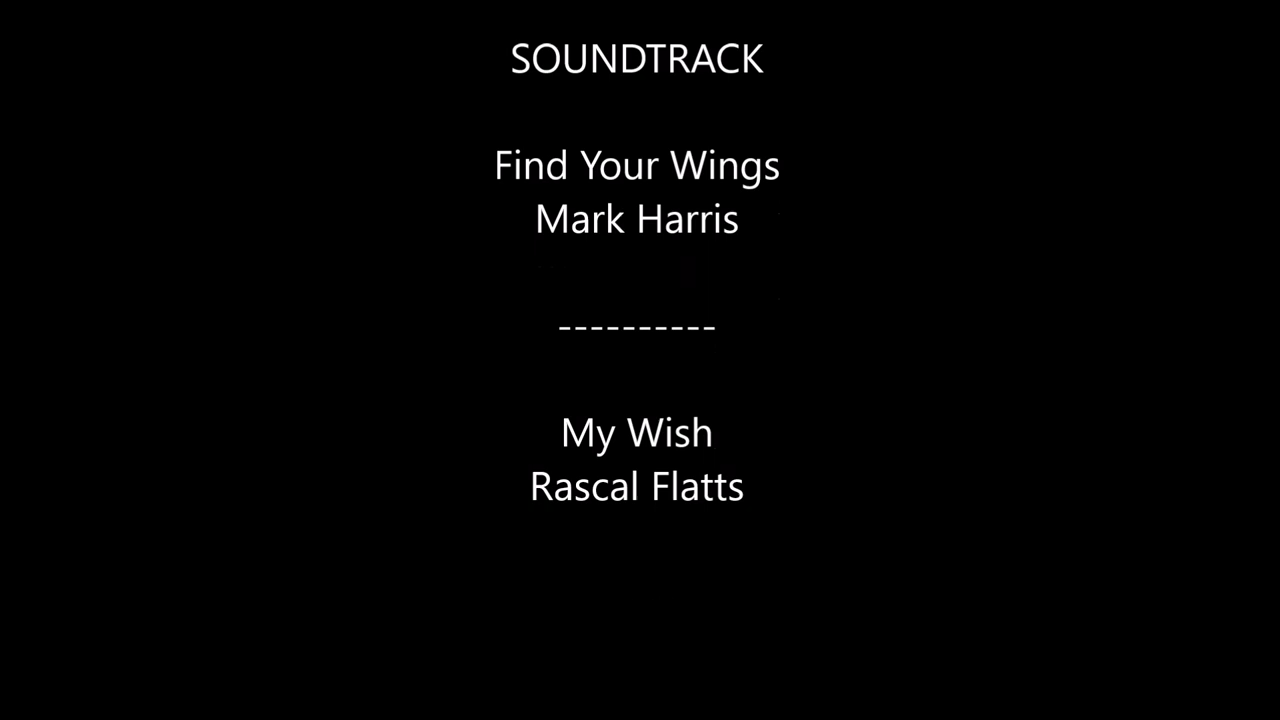 SOUNDTRACK
Find Your Wings
Mark Harris
----------
My Wish
Rascal Flatts